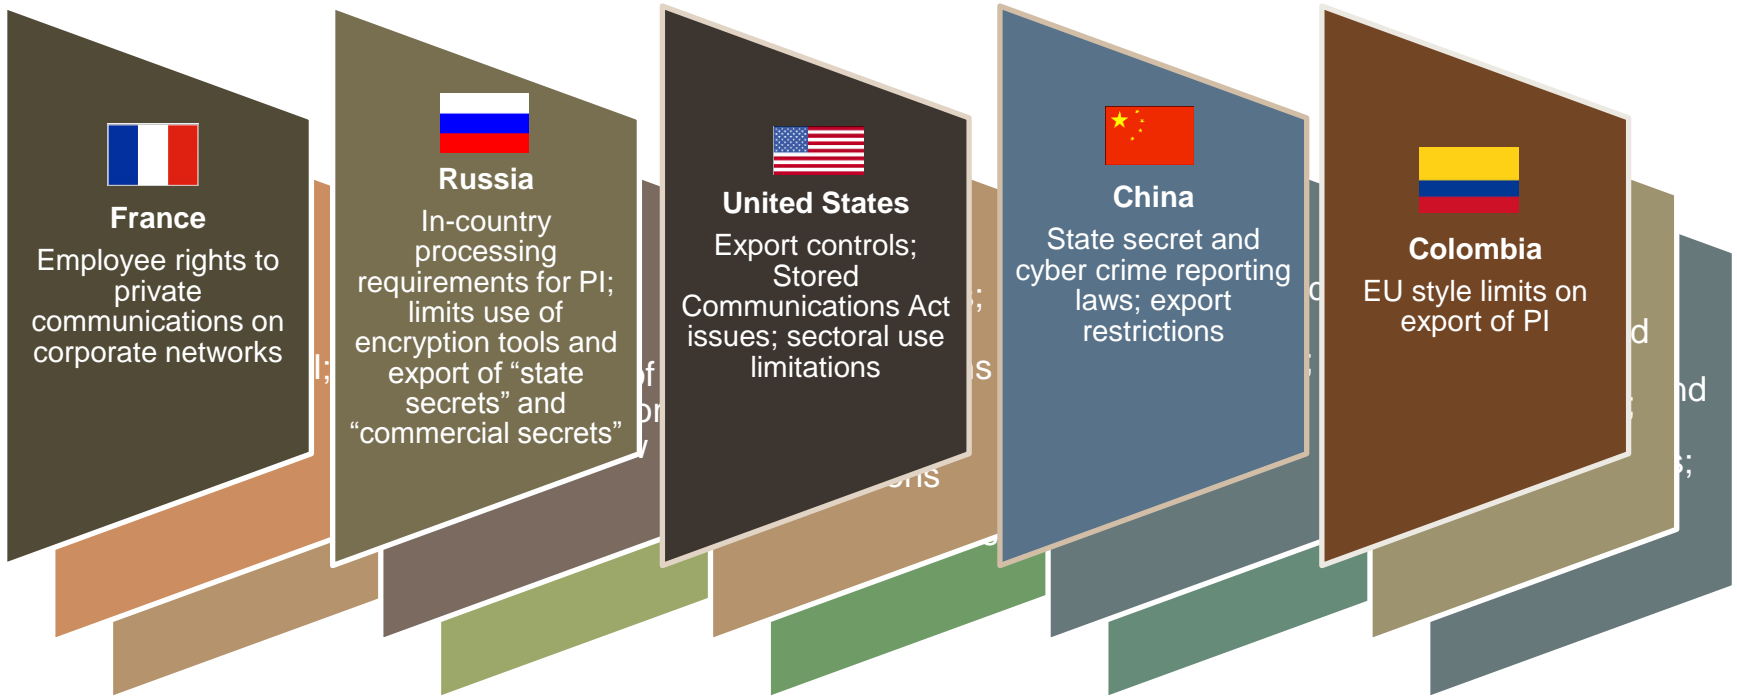 France
Employee rights to
private
communications on
corporate networks
Russia
In-country
processing
requirements for PI;
limits use of
encryption tools and
export of “state
secrets” and
“commercial secrets”
United States
Export controls;
Stored
Communications Act
issues; sectoral use
limitations
China
State secret and
cyber crime reporting
laws; export
restrictions
Colombia
EU style limits on
export of PI